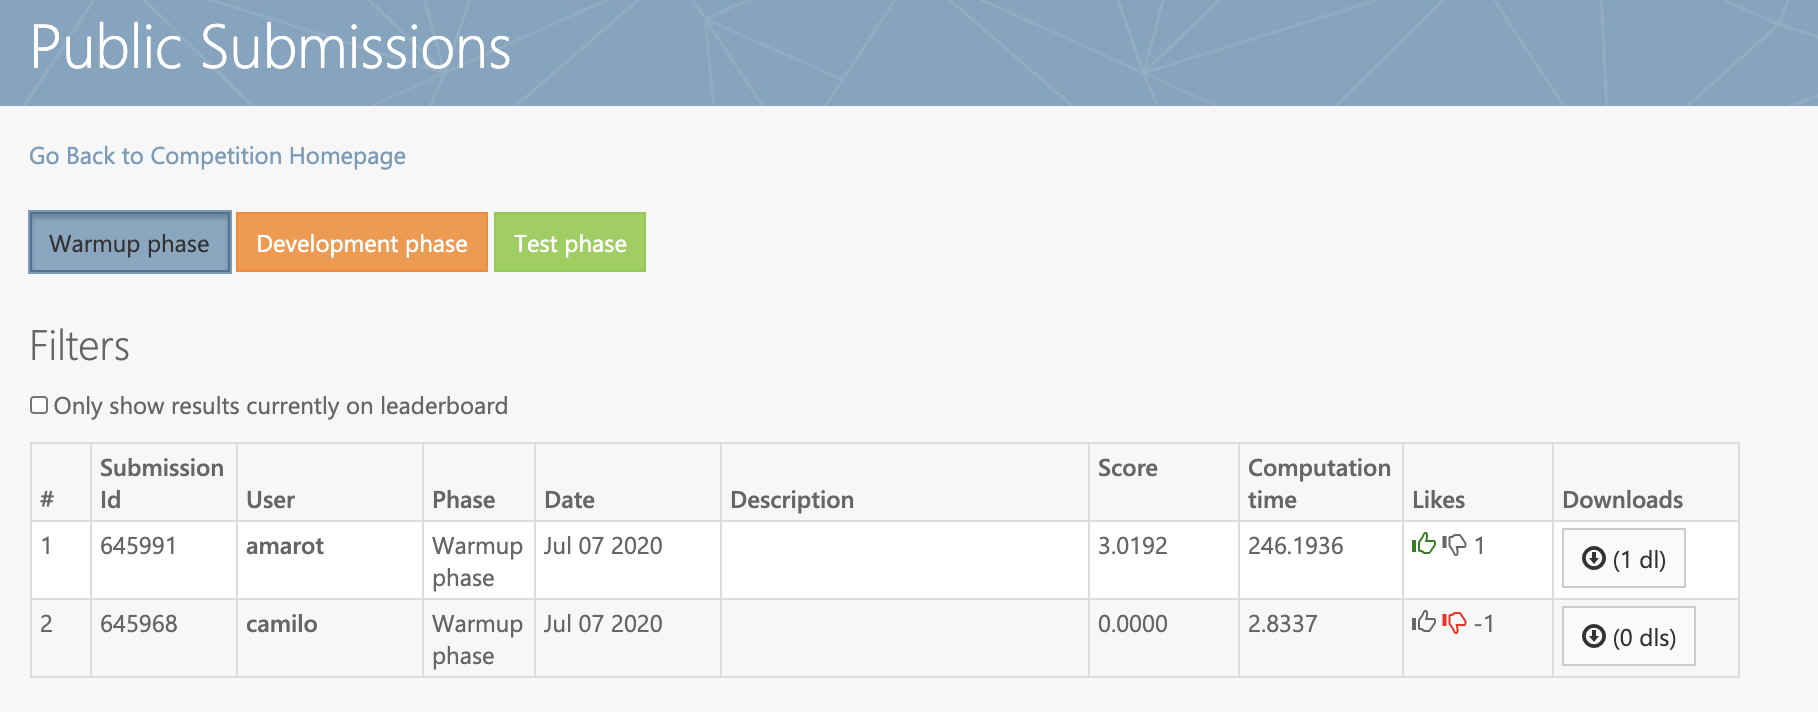 Public Submissions
Go Back to Competition Homepage
Warmup phase Development phase Test phase
Filters
Only show results currently on leaderboard
# Submission Id User Phase Date Description Score Computation time Likes Downloads
1 645991 amarot Warmup phase Jul 07 2020 3.0192 246.1936 1 (1 dl)
2 645968 camilo Warmup phase Jul 07 2020 0.0000 2.8337 -1 (0 dls)